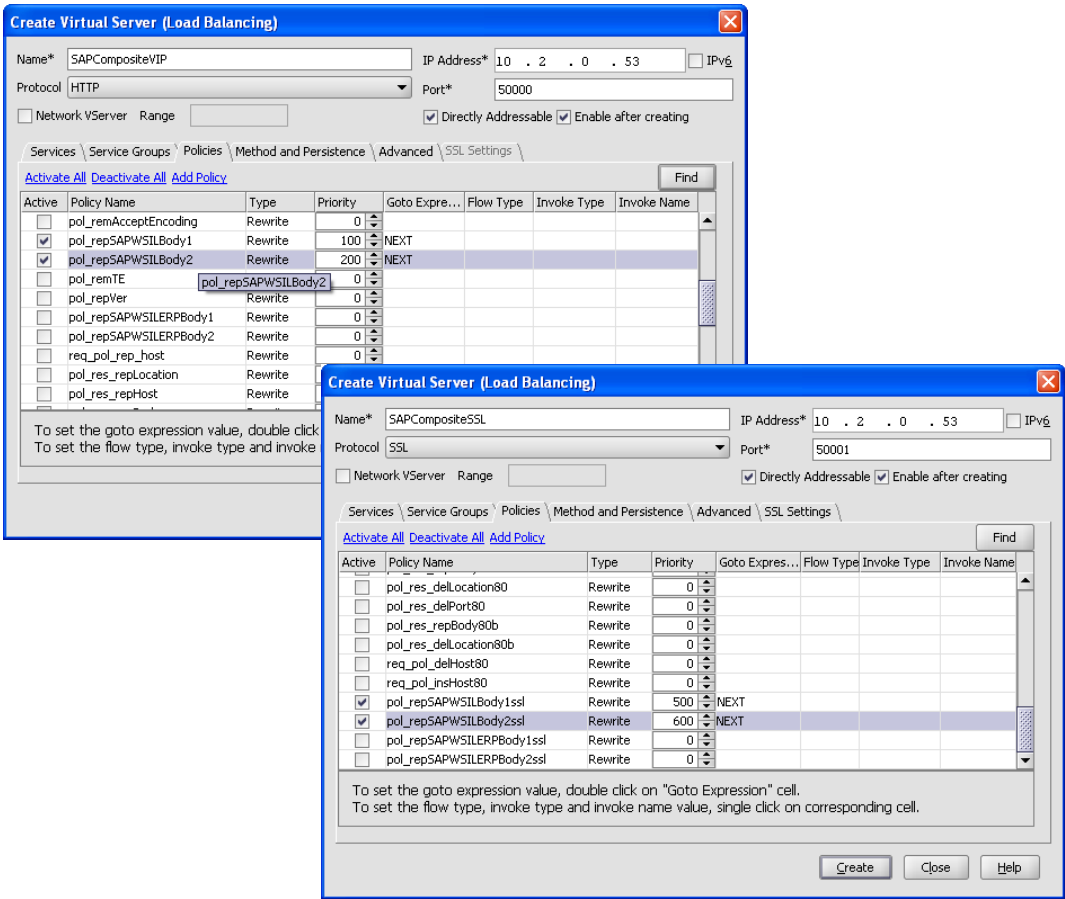 Create Virtual Server (Load Balancing)
Name* SAPCompositeVIP IP Address* 10 . 2 . 0 . 53 IPv6
Protocol HTTP Port* 50000
Network VServer Range Directly Addressable Enable after creating
Services Service Groups Policies Method and Persistence Advanced SSL Settings
Activate All Deactivate All Add Policy Find
Active Policy Name Type Priority Goto Expre... Flow Type Invoke Type Invoke Name
pol_remAcceptEncoding Rewrite 0
pol_repSAPWSILBody1 Rewrite 100 NEXT
pol_repSAPWSILBody2 Rewrite 200 NEXT
pol_remTE 0
pol_repSAPWSILBody2
pol_repVer Rewrite 0
pol_repSAPWSILERPBody1 Rewrite 0
pol_repSAPWSILERPBody2 Rewrite 0
req_pol_rep_host Rewrite 0
pol_res_repLocation Rewrite
pol_res_repHost Rewrite
To set the goto expression value, double click
To set the flow type, invoke type and invoke
Create Virtual Server (Load Balancing)
Name* SAPCompositeSSL IP Address* 10 . 2 . 0 . 53 IPv6
Protocol SSL Port* 50001
Network VServer Range Directly Addressable Enable after creating
Services Service Groups Policies Method and Persistence Advanced SSL Settings
Activate All Deactivate All Add Policy Find
Active Policy Name Type Priority Goto Expres... Flow Type Invoke Type Invoke Name
pol_res_delLocation80 Rewrite 0
pol_res_delPort80 Rewrite 0
pol_res_repBody80b Rewrite 0
pol_res_delLocation80b Rewrite 0
req_pol_delHost80 Rewrite 0
req_pol_insHost80 Rewrite 0
pol_repSAPWSILBody1ssl Rewrite 500 NEXT
pol_repSAPWSILBody2ssl Rewrite 600 NEXT
pol_repSAPWSILERPBody1ssl Rewrite 0
pol_repSAPWSILERPBody2ssl Rewrite 0
To set the goto expression value, double click on "Goto Expression" cell.
To set the flow type, invoke type and invoke name value, single click on corresponding cell.
Create Close Help